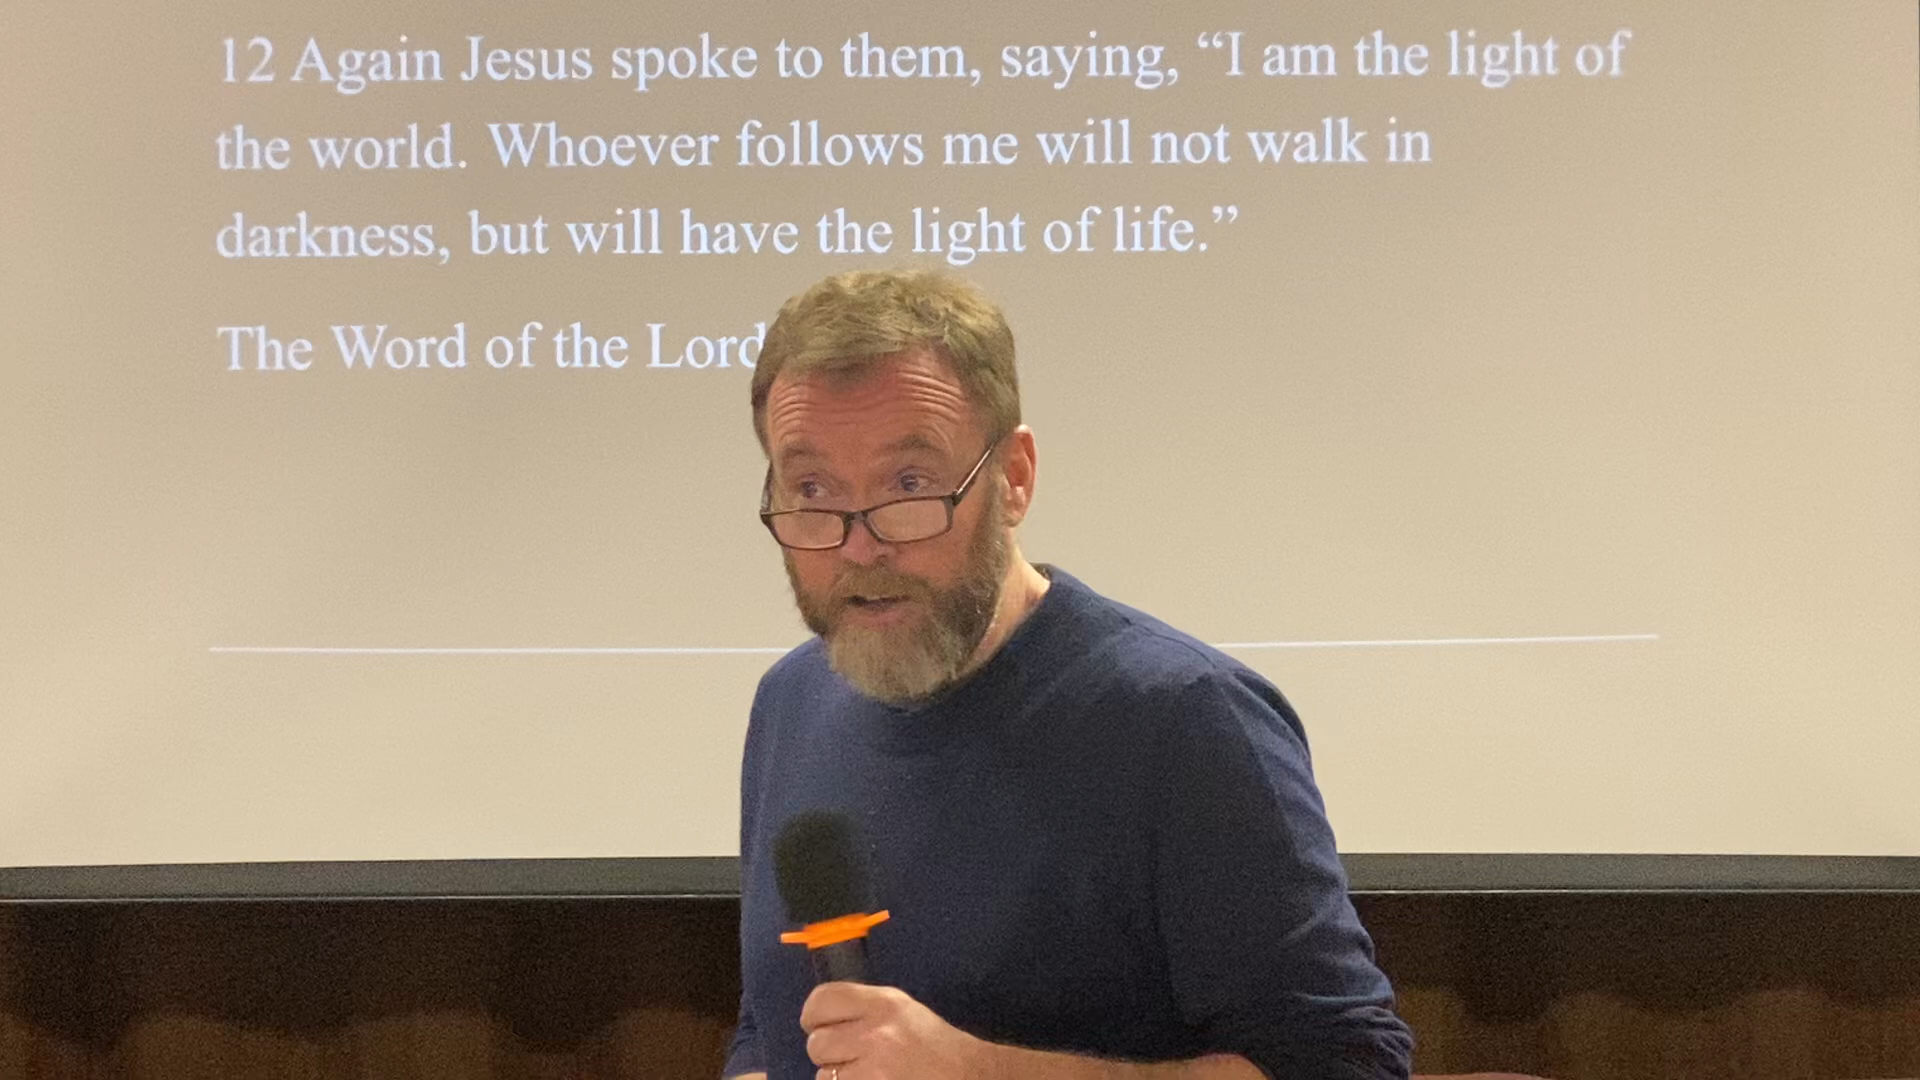 12 Again Jesus spoke to them, saying, “I am the light of
the world. Whoever follows me will not walk in
darkness, but will have the light of life.”
The Word of the Lord